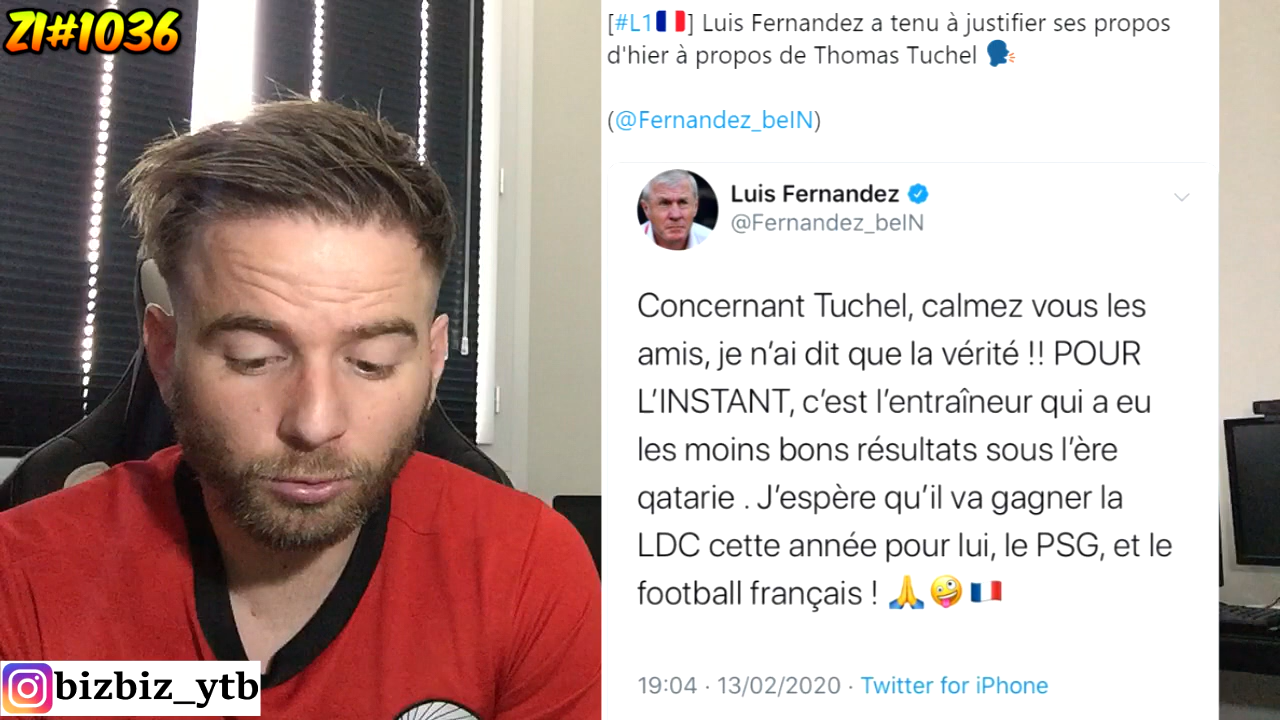 ZI#1036
[#L1🇫🇷] Luis Fernandez a tenu à justifier ses propos
d'hier à propos de Thomas Tuchel 🗣
(@Fernandez_beIN)
Luis Fernandez
@Fernandez_beIN
Concernant Tuchel, calmez vous les
amis, je n’ai dit que la vérité !! POUR
L’INSTANT, c’est l’entraîneur qui a eu
les moins bons résultats sous l’ère
qatarie . J’espère qu’il va gagner la
LDC cette année pour lui, le PSG, et le
football français ! 🙏🤪🇫🇷
19:04 · 13/02/2020 · Twitter for iPhone
bizbiz_ytb